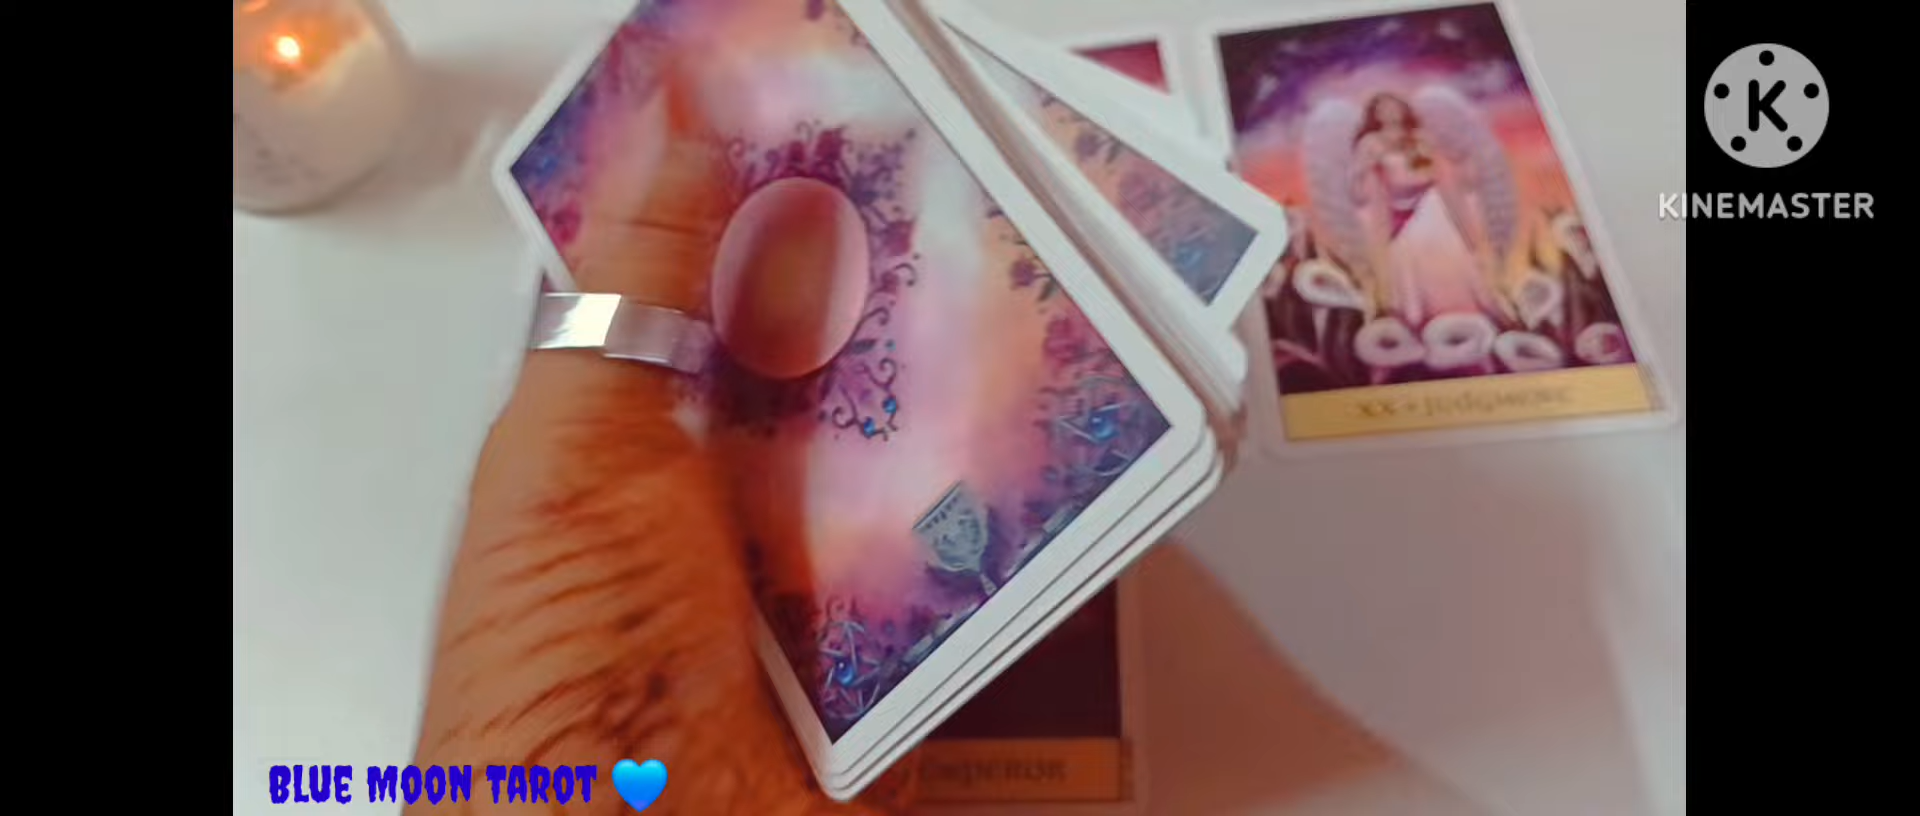 K
KINEMASTER
XX • JUDGMENT
EMPEROR
BLUE MOON TAROT 💙